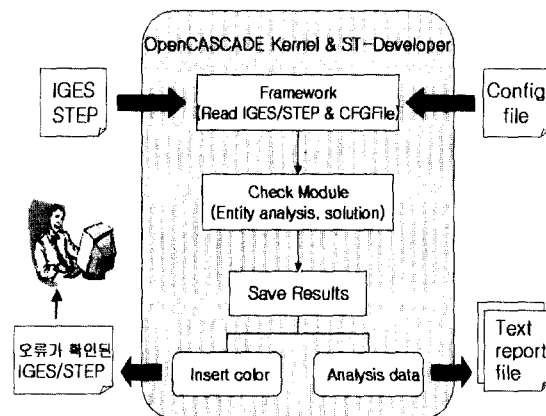 OpenCASCADE Kernel & ST-Developer
IGES
STEP
Framework
(Read IGES/STEP & CFGFile)
Config
file
Check Module
(Entity analysis, solution)
Save Results
오류가 확인된
IGES/STEP
Insert color
Analysis data
Text
report
file